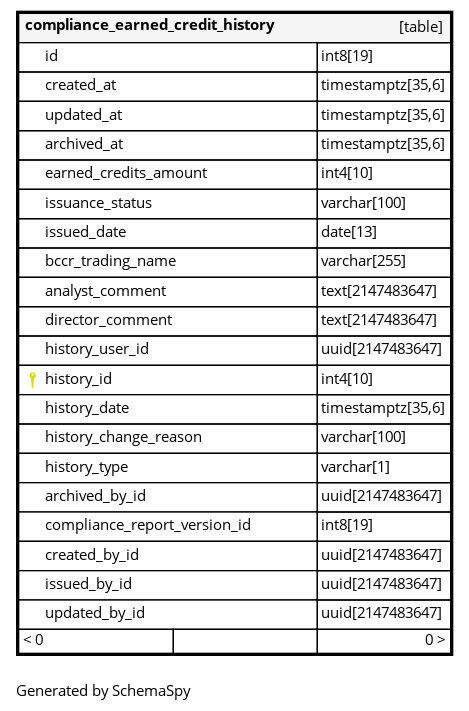 compliance_earned_credit_history [table]
id int8[19]
created_at timestamptz[35,6]
updated_at timestamptz[35,6]
archived_at timestamptz[35,6]
earned_credits_amount int4[10]
issuance_status varchar[100]
issued_date date[13]
bccr_trading_name varchar[255]
analyst_comment text[2147483647]
director_comment text[2147483647]
history_user_id uuid[2147483647]
history_id int4[10]
history_date timestamptz[35,6]
history_change_reason varchar[100]
history_type varchar[1]
archived_by_id uuid[2147483647]
compliance_report_version_id int8[19]
created_by_id uuid[2147483647]
issued_by_id uuid[2147483647]
updated_by_id uuid[2147483647]
< 0 0 >
Generated by SchemaSpy